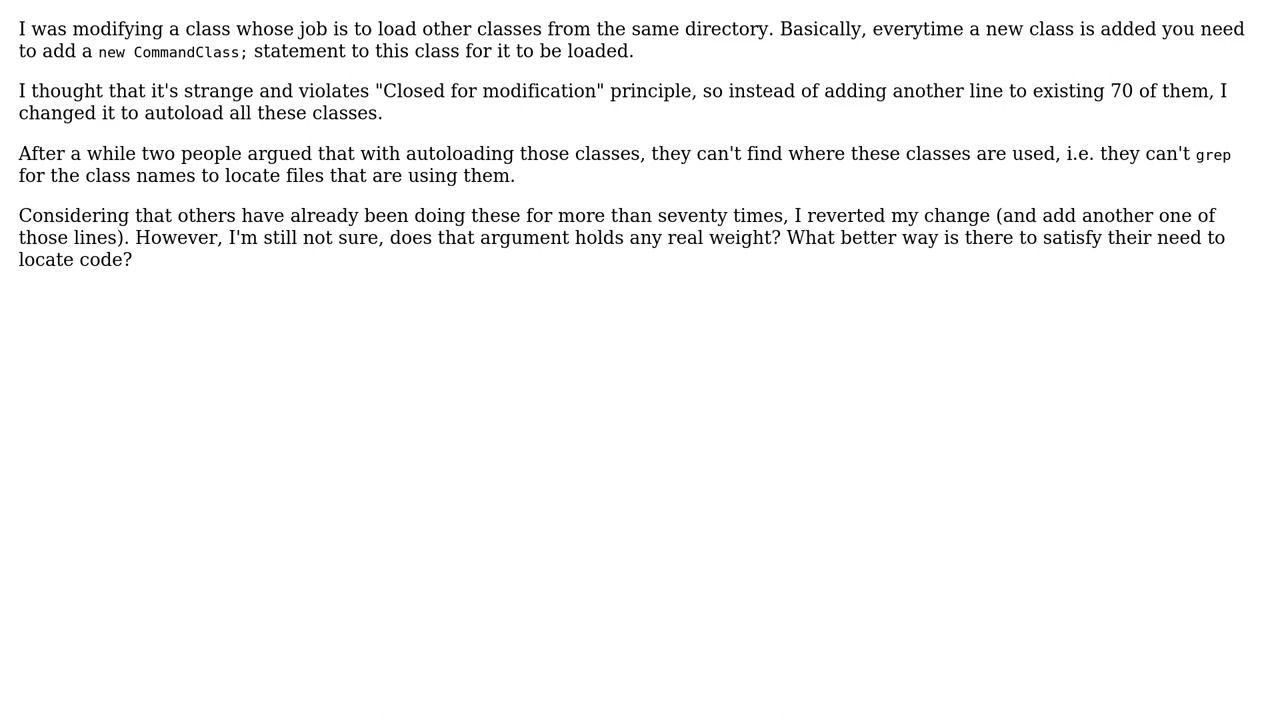 I was modifying a class whose job is to load other classes from the same directory. Basically, everytime a new class is added you need
to add a new CommandClass; statement to this class for it to be loaded.
I thought that it's strange and violates "Closed for modification" principle, so instead of adding another line to existing 70 of them, I
changed it to autoload all these classes.
After a while two people argued that with autoloading those classes, they can't find where these classes are used, i.e. they can't grep
for the class names to locate files that are using them.
Considering that others have already been doing these for more than seventy times, I reverted my change (and add another one of
those lines). However, I'm still not sure, does that argument holds any real weight? What better way is there to satisfy their need to
locate code?